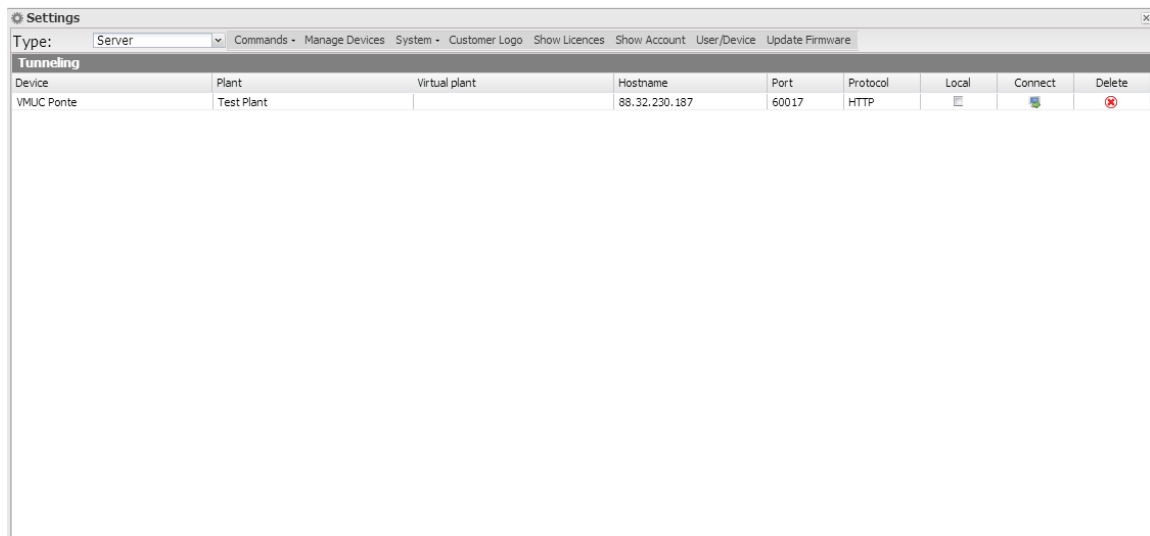 Settings
Type: Server Commands Manage Devices System Customer Logo Show Licences Show Account User/Device Update Firmware
Tunneling
Device Plant Virtual plant Hostname Port Protocol Local Connect Delete
VMUC Ponte Test Plant 88.32.230.187 60017 HTTP